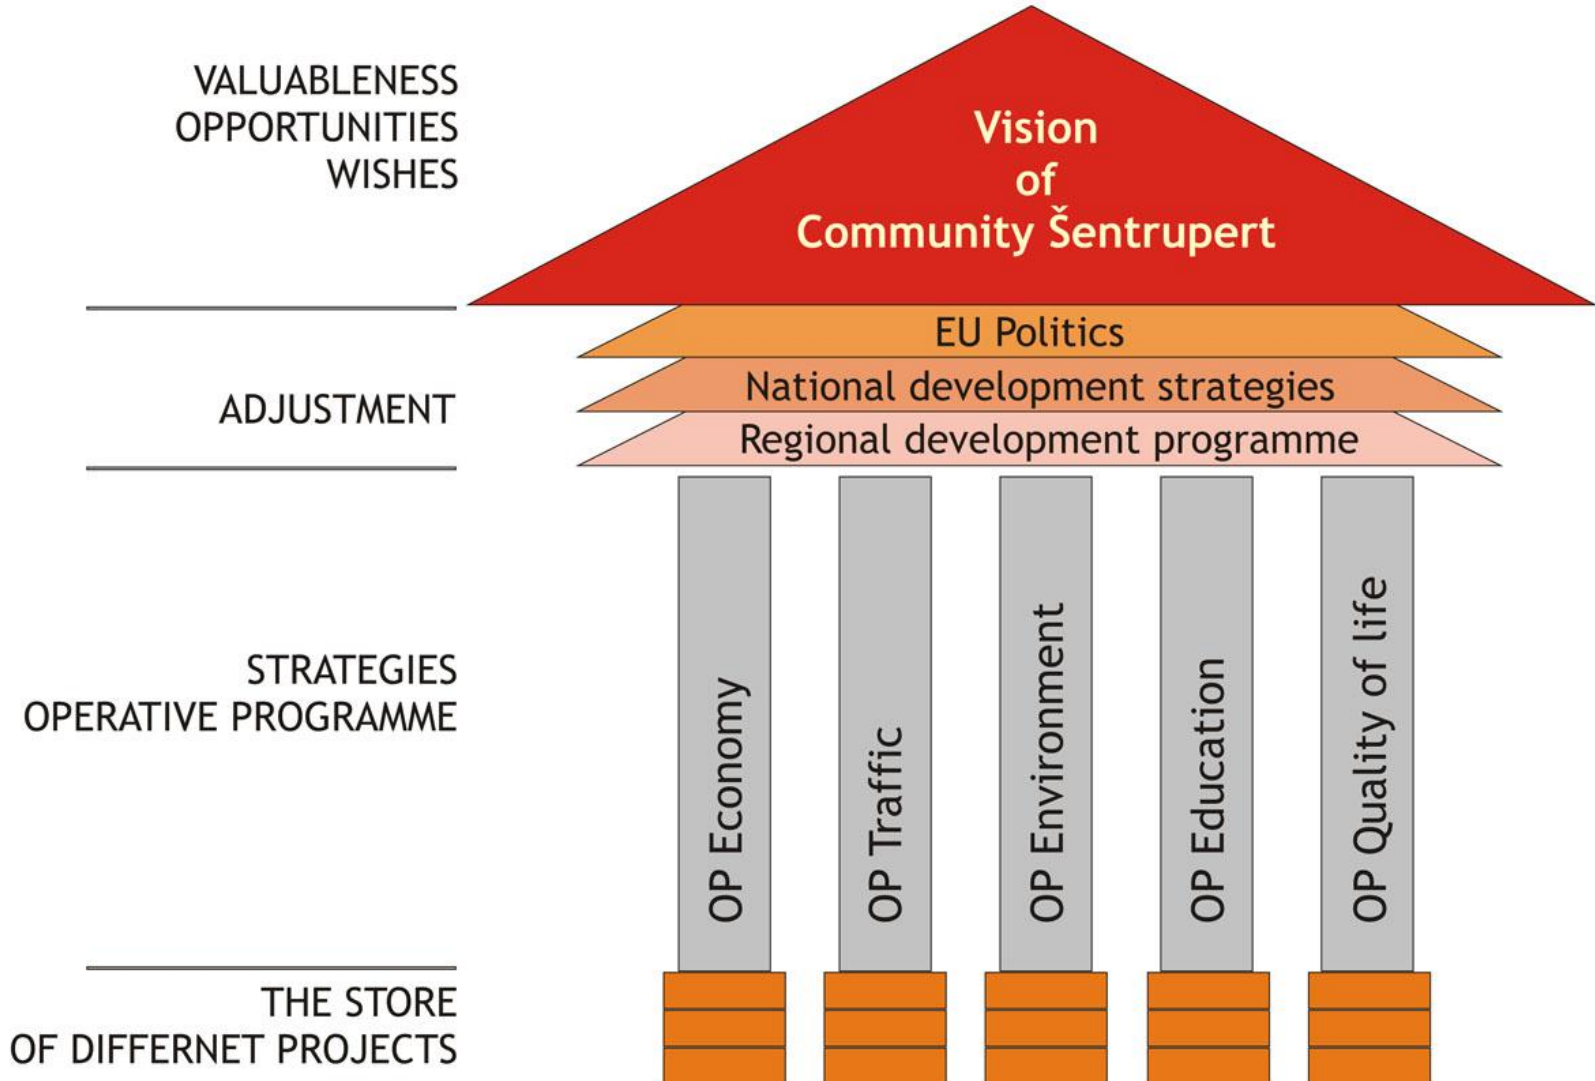 VALUABLENESS
OPPORTUNITIES
WISHES
Vision
of
Community Šentrupert
ADJUSTMENT
EU Politics
National development strategies
Regional development programme
STRATEGIES
OPERATIVE PROGRAMME
OP Economy
OP Traffic
OP Environment
OP Education
OP Quality of life
THE STORE
OF DIFFERNET PROJECTS